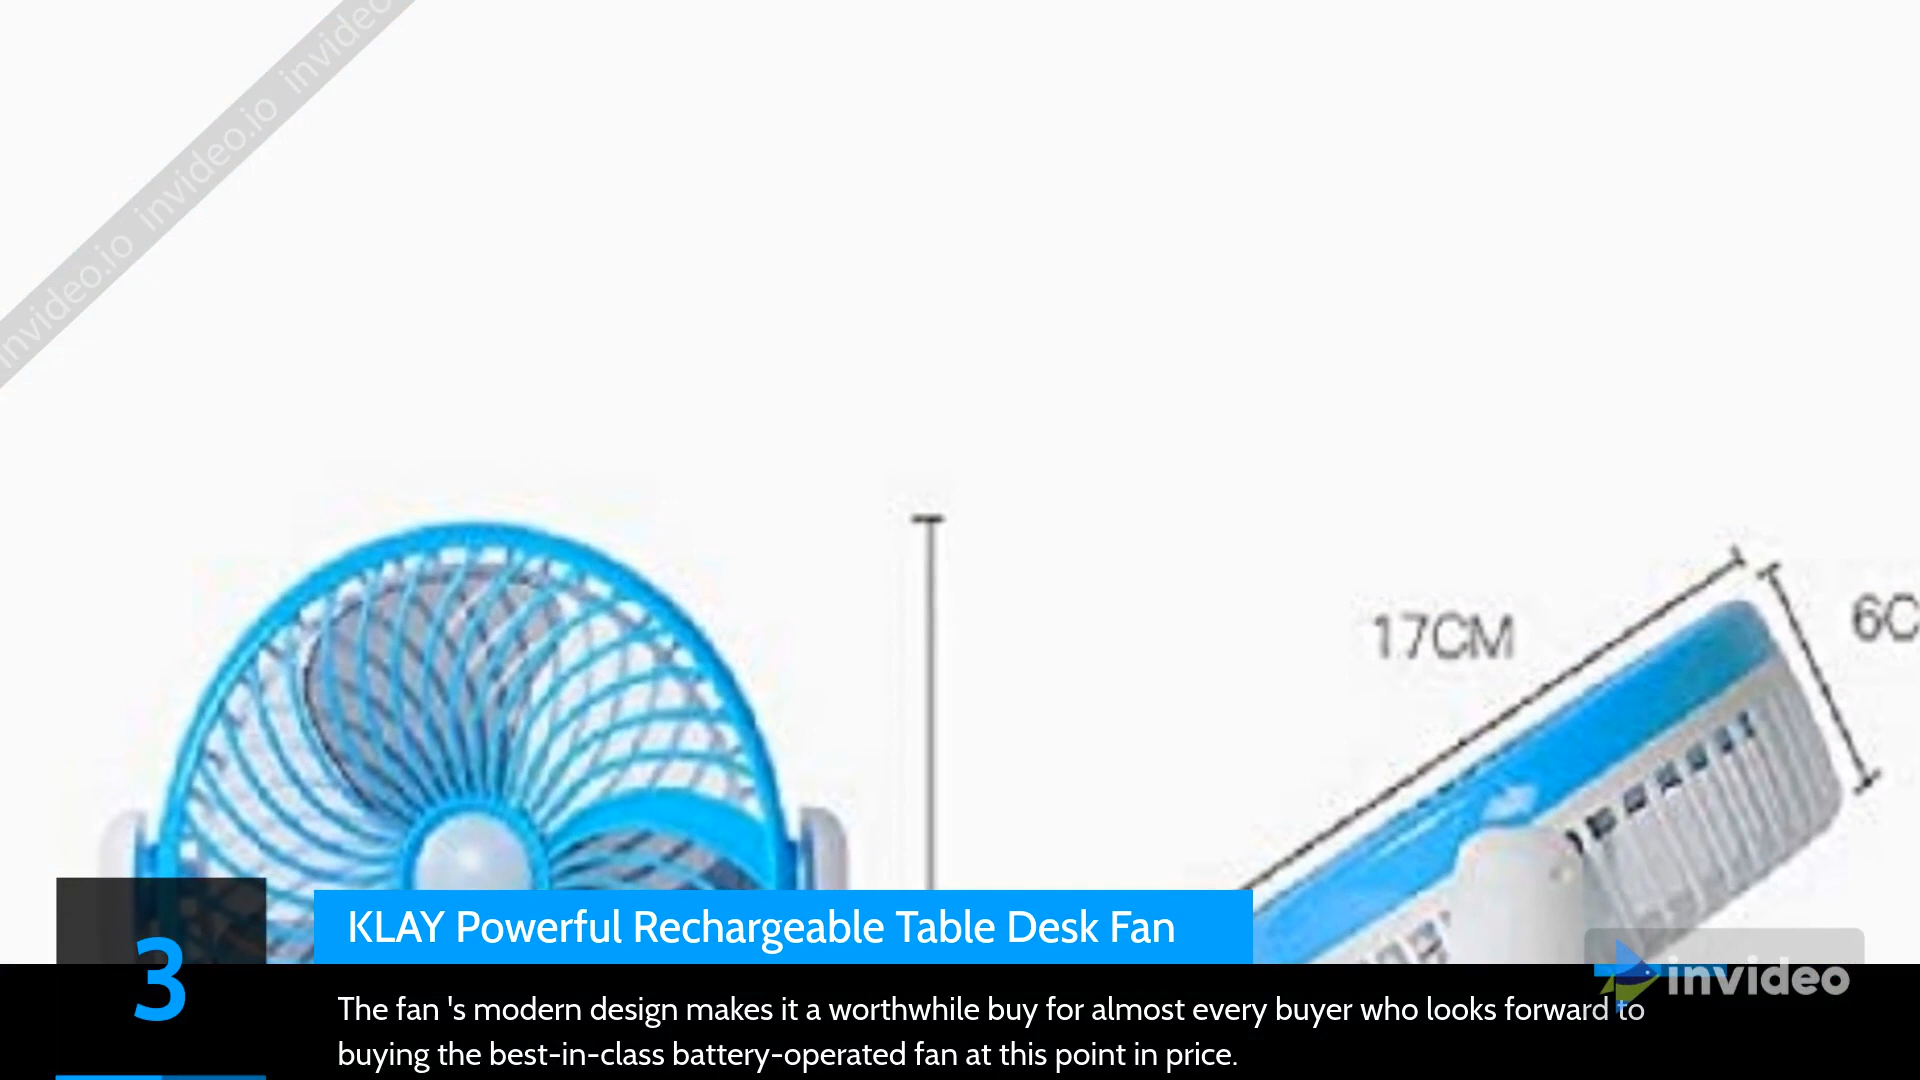 invideo.io invideo.io invideo
17CM
6C
KLAY Powerful Rechargeable Table Desk Fan
3
invideo
The fan 's modern design makes it a worthwhile buy for almost every buyer who looks forward to
buying the best-in-class battery-operated fan at this point in price.